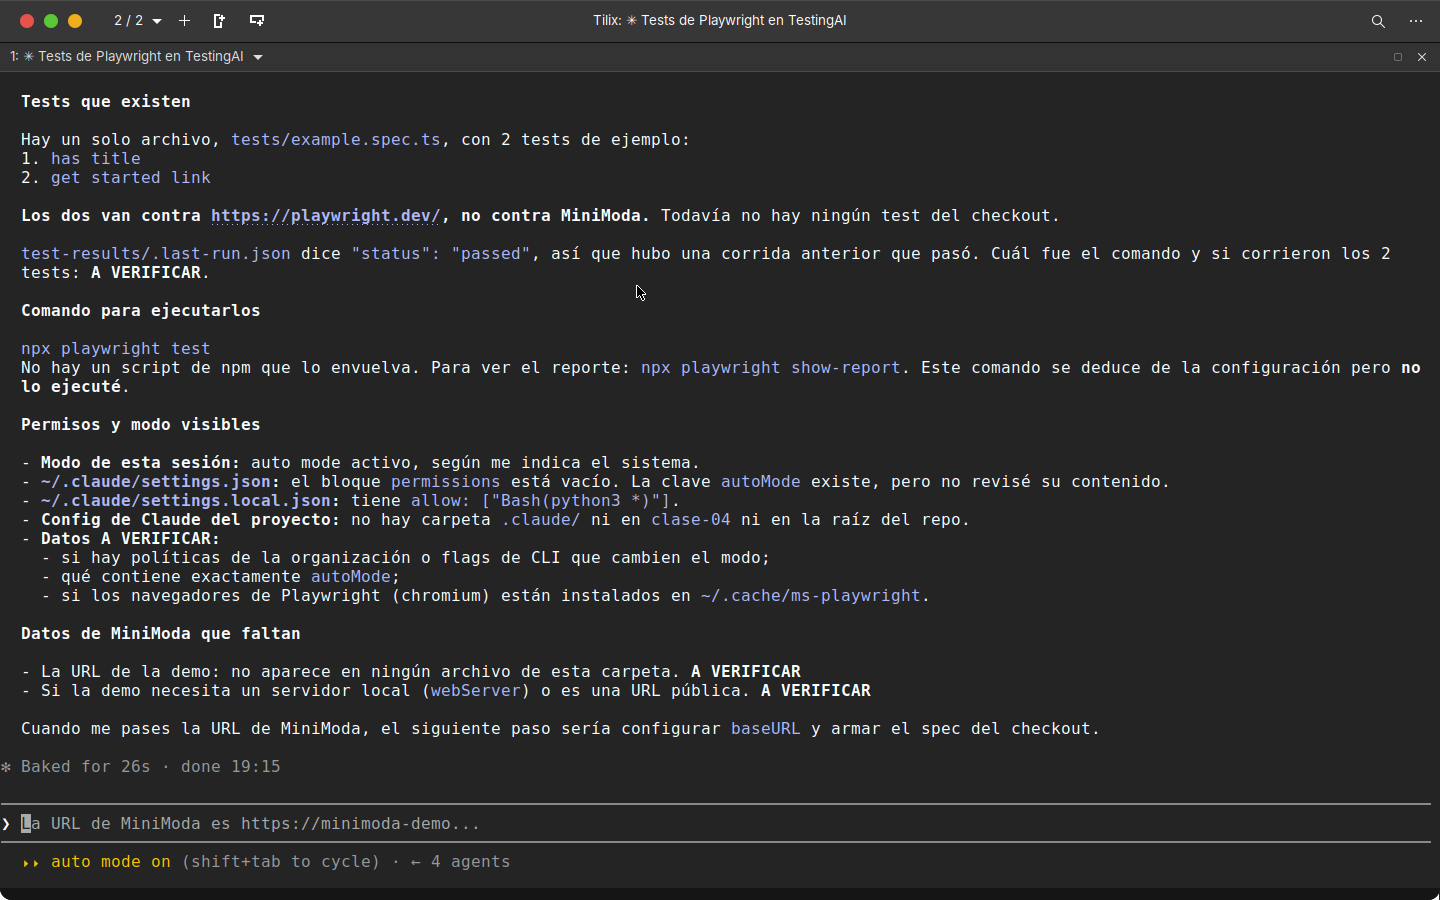 2 / 2
Tilix: ✳ Tests de Playwright en TestingAI
1: ✳ Tests de Playwright en TestingAI
Tests que existen
Hay un solo archivo, tests/example.spec.ts, con 2 tests de ejemplo:
1. has title
2. get started link
Los dos van contra https://playwright.dev/, no contra MiniModa. Todavía no hay ningún test del checkout.
test-results/.last-run.json dice "status": "passed", así que hubo una corrida anterior que pasó. Cuál fue el comando y si corrieron los 2
tests: A VERIFICAR.
Comando para ejecutarlos
npx playwright test
No hay un script de npm que lo envuelva. Para ver el reporte: npx playwright show-report. Este comando se deduce de la configuración pero no
lo ejecuté.
Permisos y modo visibles
- Modo de esta sesión: auto mode activo, según me indica el sistema.
- ~/.claude/settings.json: el bloque permissions está vacío. La clave autoMode existe, pero no revisé su contenido.
- ~/.claude/settings.local.json: tiene allow: ["Bash(python3 *)"].
- Config de Claude del proyecto: no hay carpeta .claude/ ni en clase-04 ni en la raíz del repo.
- Datos A VERIFICAR:
- si hay políticas de la organización o flags de CLI que cambien el modo;
- qué contiene exactamente autoMode;
- si los navegadores de Playwright (chromium) están instalados en ~/.cache/ms-playwright.
Datos de MiniModa que faltan
- La URL de la demo: no aparece en ningún archivo de esta carpeta. A VERIFICAR
- Si la demo necesita un servidor local (webServer) o es una URL pública. A VERIFICAR
Cuando me pases la URL de MiniModa, el siguiente paso sería configurar baseURL y armar el spec del checkout.
✻ Baked for 26s · done 19:15
❯ La URL de MiniModa es https://minimoda-demo...
⏵⏵ auto mode on (shift+tab to cycle) · ← 4 agents